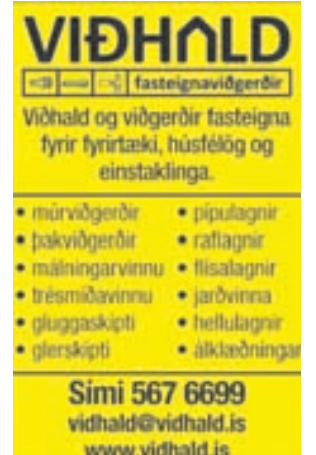 VIÐHALD
fasteignaviðgerðir
Viðhald og viðgerðir fasteigna
fyrir fyrirtæki, húsfélög og
einstaklinga.
• múrviðgerðir
• þakviðgerðir
• málningarvinnu
• trésmíðavinnu
• gluggaskipti
• glerskipti
• pípulagnir
• raflagnir
• flísalagnir
• jarðvinna
• hellulagnir
• álklæðningar
Sími 567 6699
vidhald@vidhald.is
www.vidhald.is